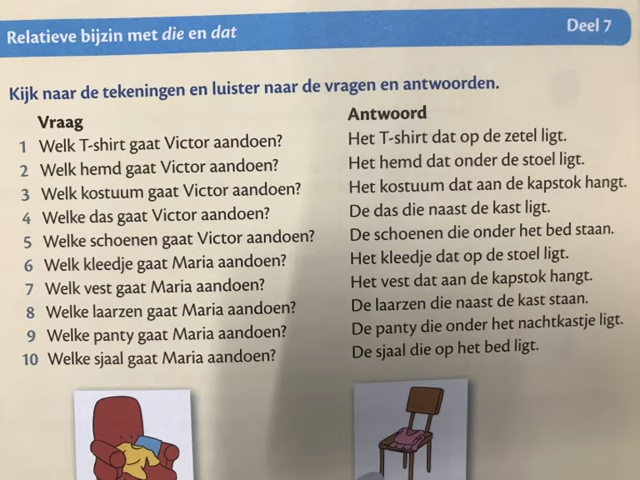 Relatieve bijzin met die en dat
Deel 7
Kijk naar de tekeningen en luister naar de vragen en antwoorden.
Vraag Antwoord
1 Welk T-shirt gaat Victor aandoen? Het T-shirt dat op de zetel ligt.
2 Welk hemd gaat Victor aandoen? Het hemd dat onder de stoel ligt.
3 Welk kostuum gaat Victor aandoen? Het kostuum dat aan de kapstok hangt.
4 Welke das gaat Victor aandoen? De das die naast de kast ligt.
5 Welke schoenen gaat Victor aandoen? De schoenen die onder het bed staan.
6 Welk kleedje gaat Maria aandoen? Het kleedje dat op de stoel ligt.
7 Welk vest gaat Maria aandoen? Het vest dat aan de kapstok hangt.
8 Welke laarzen gaat Maria aandoen? De laarzen die naast de kast staan.
9 Welke panty gaat Maria aandoen? De panty die onder het nachtkastje ligt.
10 Welke sjaal gaat Maria aandoen? De sjaal die op het bed ligt.